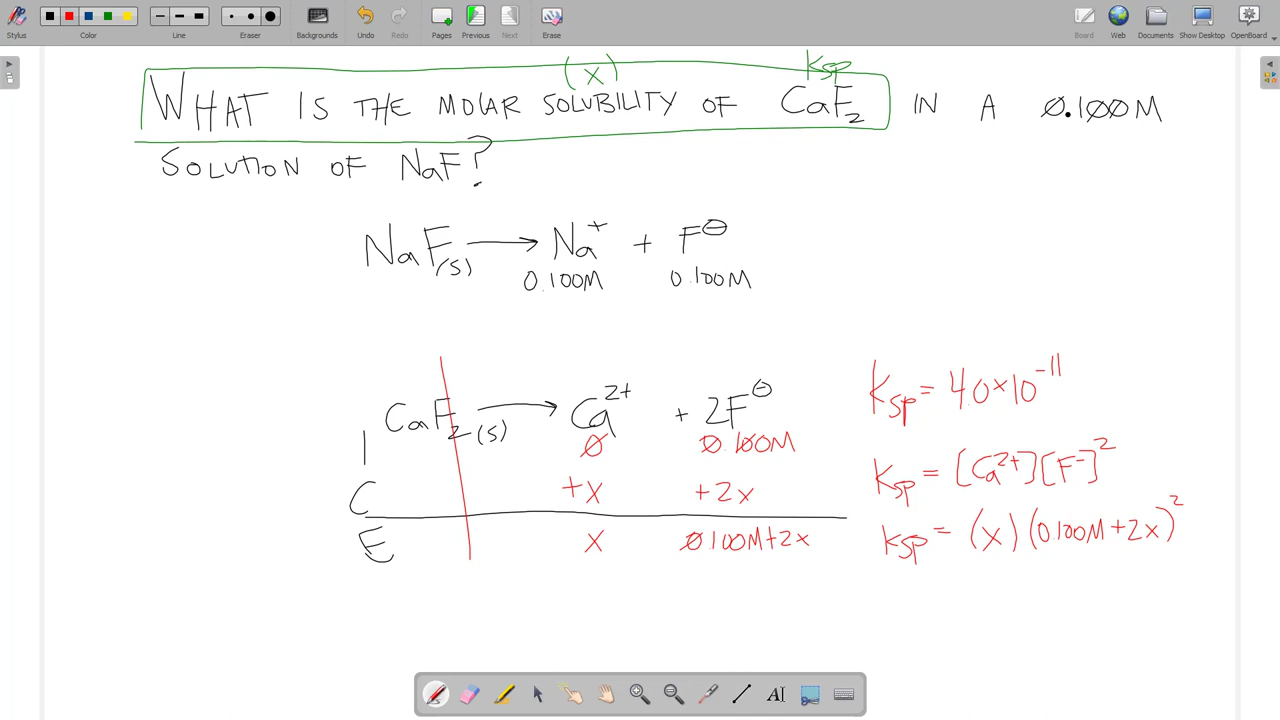 Stylus Color Line Eraser Backgrounds Undo Redo Pages Previous Next Erase Board Web Documents Show Desktop OpenBoard
(x) Ksp
WHAT IS THE MOLAR SOLUBILITY OF CaF₂ IN A 0.100M
SOLUTION OF NaF?
NaF(s) → Na⁺ + F⊖
0.100M 0.100M
CaF₂(s) → Ca²⁺ + 2F⊖
I 0 0.100M
C +x +2x
E x 0.100M+2x
Ksp = 4.0×10⁻¹¹
Ksp = [Ca²⁺][F⁻]²
Ksp = (x)(0.100M+2x)²
AI